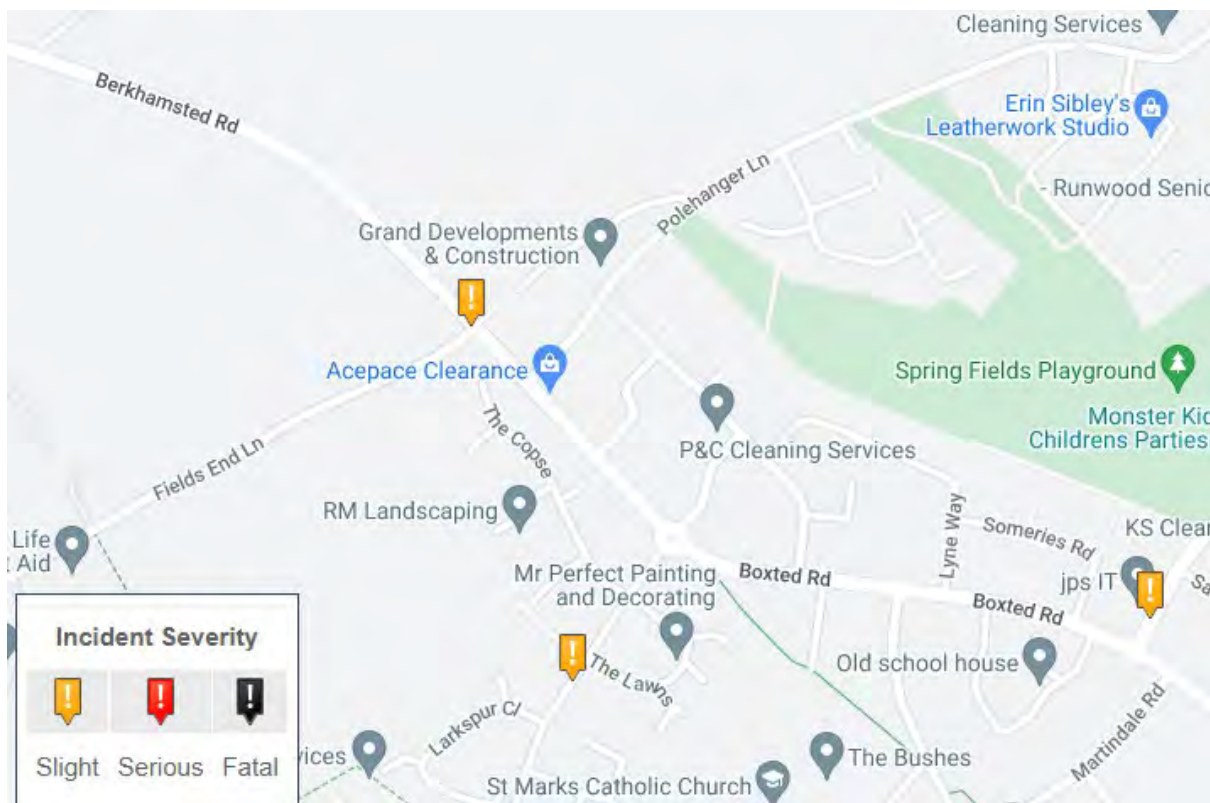 Cleaning Services
Berkhamsted Rd
Erin Sibley's
Leatherwork Studio
Polehanger Ln
- Runwood Senio
Grand Developments
& Construction
!
Acepace Clearance
Spring Fields Playground
Monster Kid
Childrens Parties
The Copse
P&C Cleaning Services
Fields End Ln
RM Landscaping
Lyne Way
Someries Rd
KS Clear
Life
t Aid
Mr Perfect Painting
and Decorating
Boxted Rd
jps IT
!
Sa
Boxted Rd
!
The Lawns
Old school house
Larkspur Cl
Martindale Rd
vices
The Bushes
St Marks Catholic Church
Incident Severity
! ! !
Slight Serious Fatal